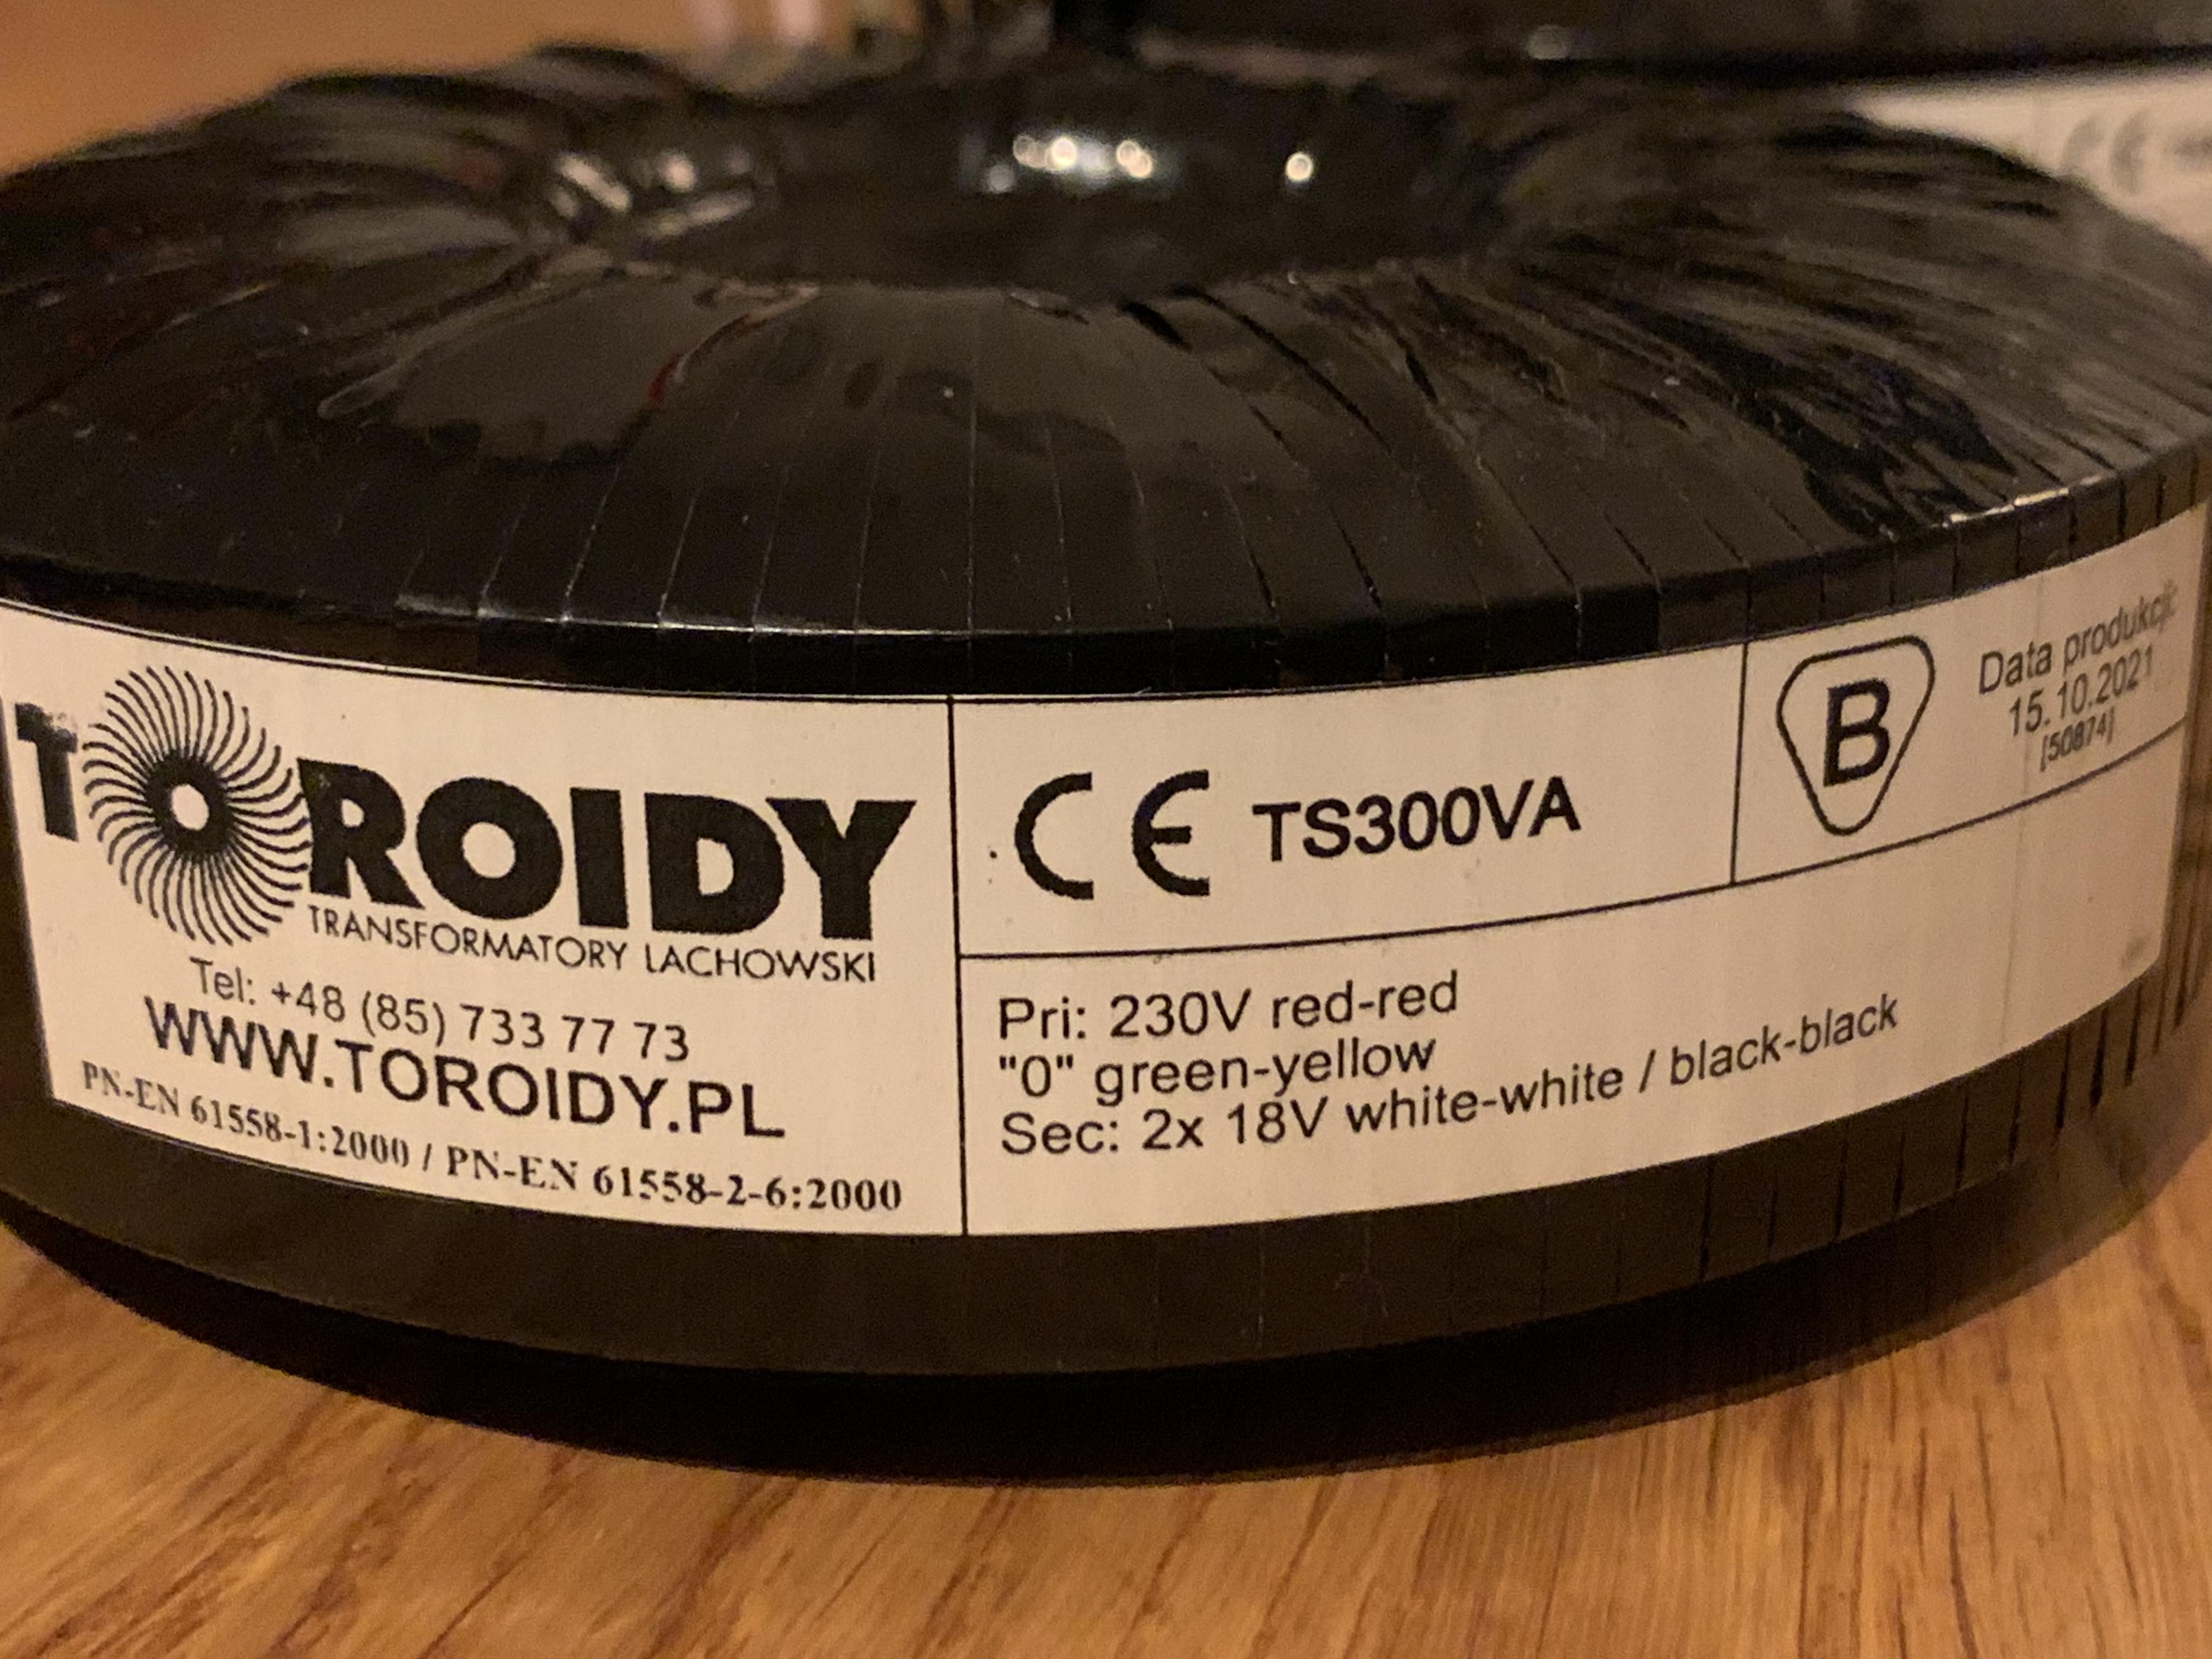 TOROIDY
TRANSFORMATORY LACHOWSKI
Tel: +48 (85) 733 77 73
WWW.TOROIDY.PL
PN-EN 61558-1:2000 / PN-EN 61558-2-6:2000
CE TS300VA
B
Data produkcji:
15.10.2021
[50874]
Pri: 230V red-red
"0" green-yellow
Sec: 2x 18V white-white / black-black